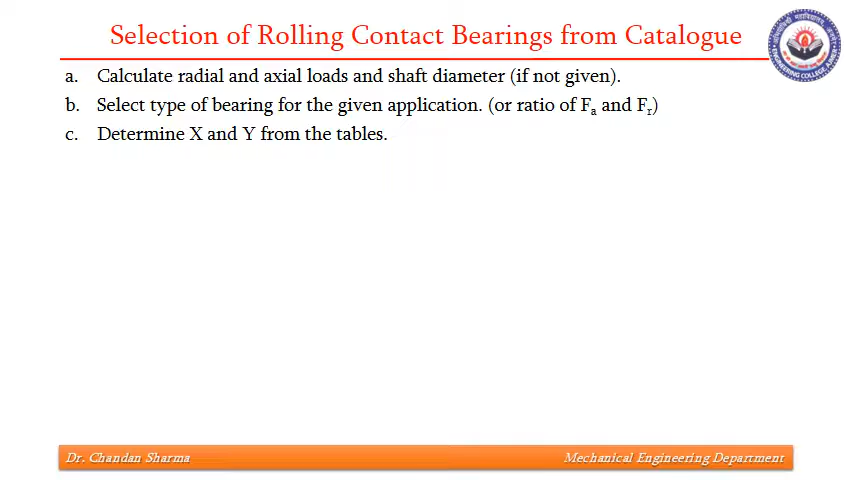 Selection of Rolling Contact Bearings from Catalogue
a. Calculate radial and axial loads and shaft diameter (if not given).
b. Select type of bearing for the given application. (or ratio of Fa and Fr)
c. Determine X and Y from the tables.
Dr. Chandan Sharma
Mechanical Engineering Department